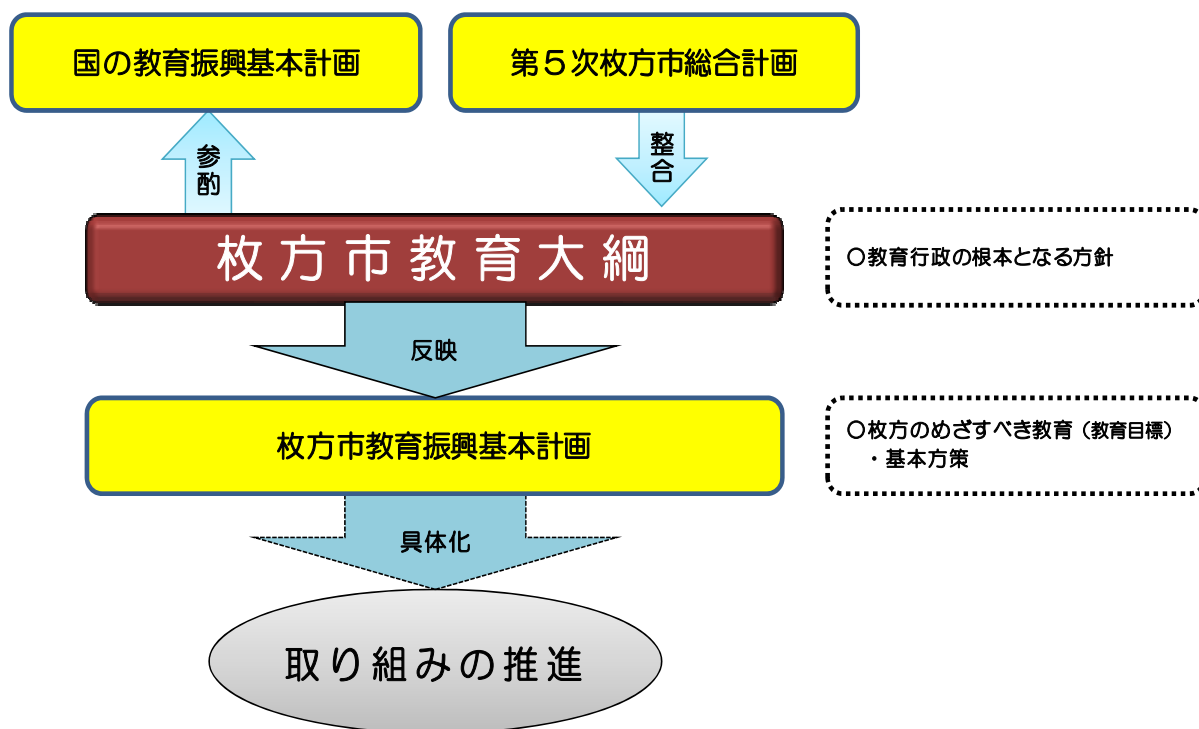 国の教育振興基本計画
第５次枚方市総合計画
参酌
整合
枚方市教育大綱
〇教育行政の根本となる方針
反映
枚方市教育振興基本計画
〇枚方のめざすべき教育（教育目標）
・基本方策
具体化
取り組みの推進